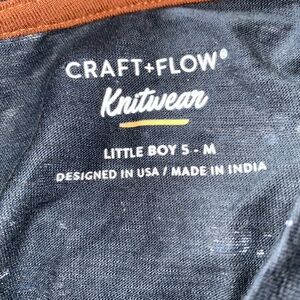 CRAFT+FLOW®
Knitwear
LITTLE BOY 5 - M
DESIGNED IN USA / MADE IN INDIA